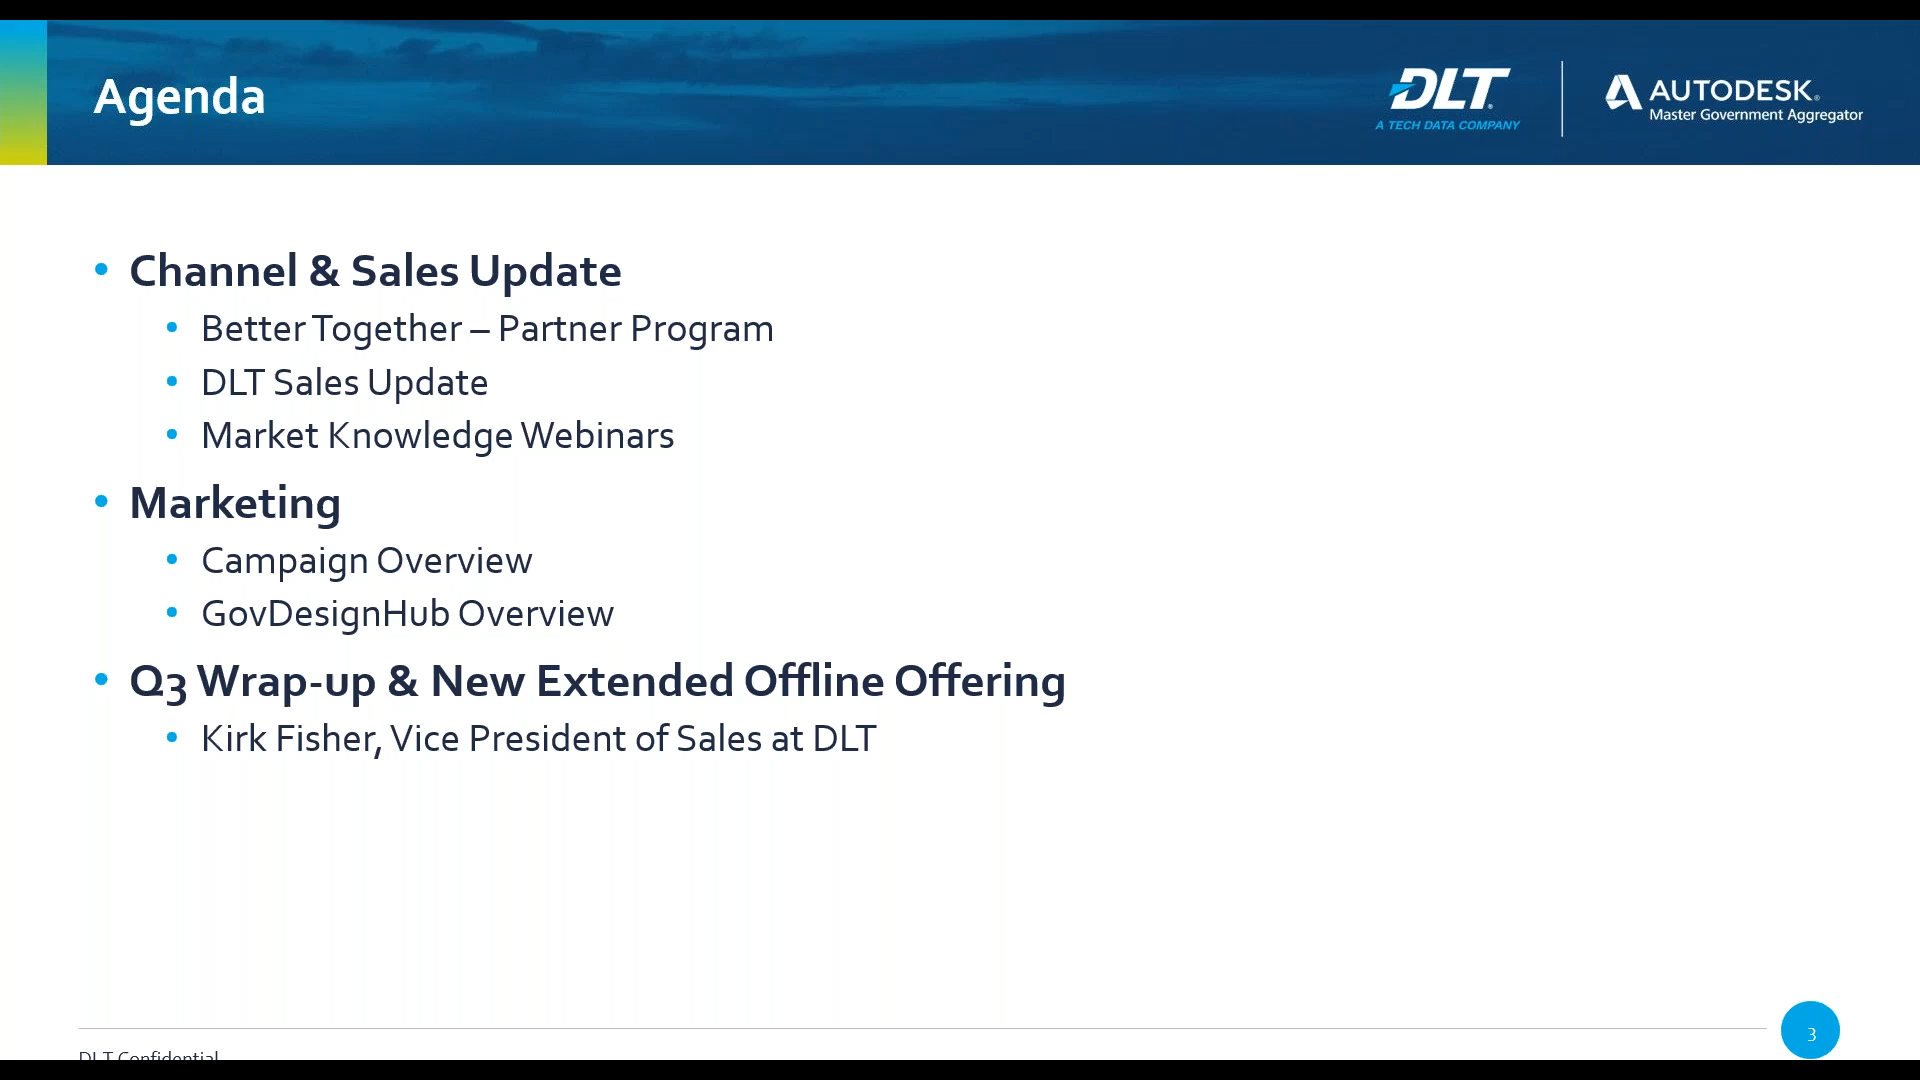 Agenda
DLT®
A TECH DATA COMPANY
AUTODESK®
Master Government Aggregator
• Channel & Sales Update
• Better Together – Partner Program
• DLT Sales Update
• Market Knowledge Webinars
• Marketing
• Campaign Overview
• GovDesignHub Overview
• Q3 Wrap-up & New Extended Offline Offering
• Kirk Fisher, Vice President of Sales at DLT
DLT Confidential
3